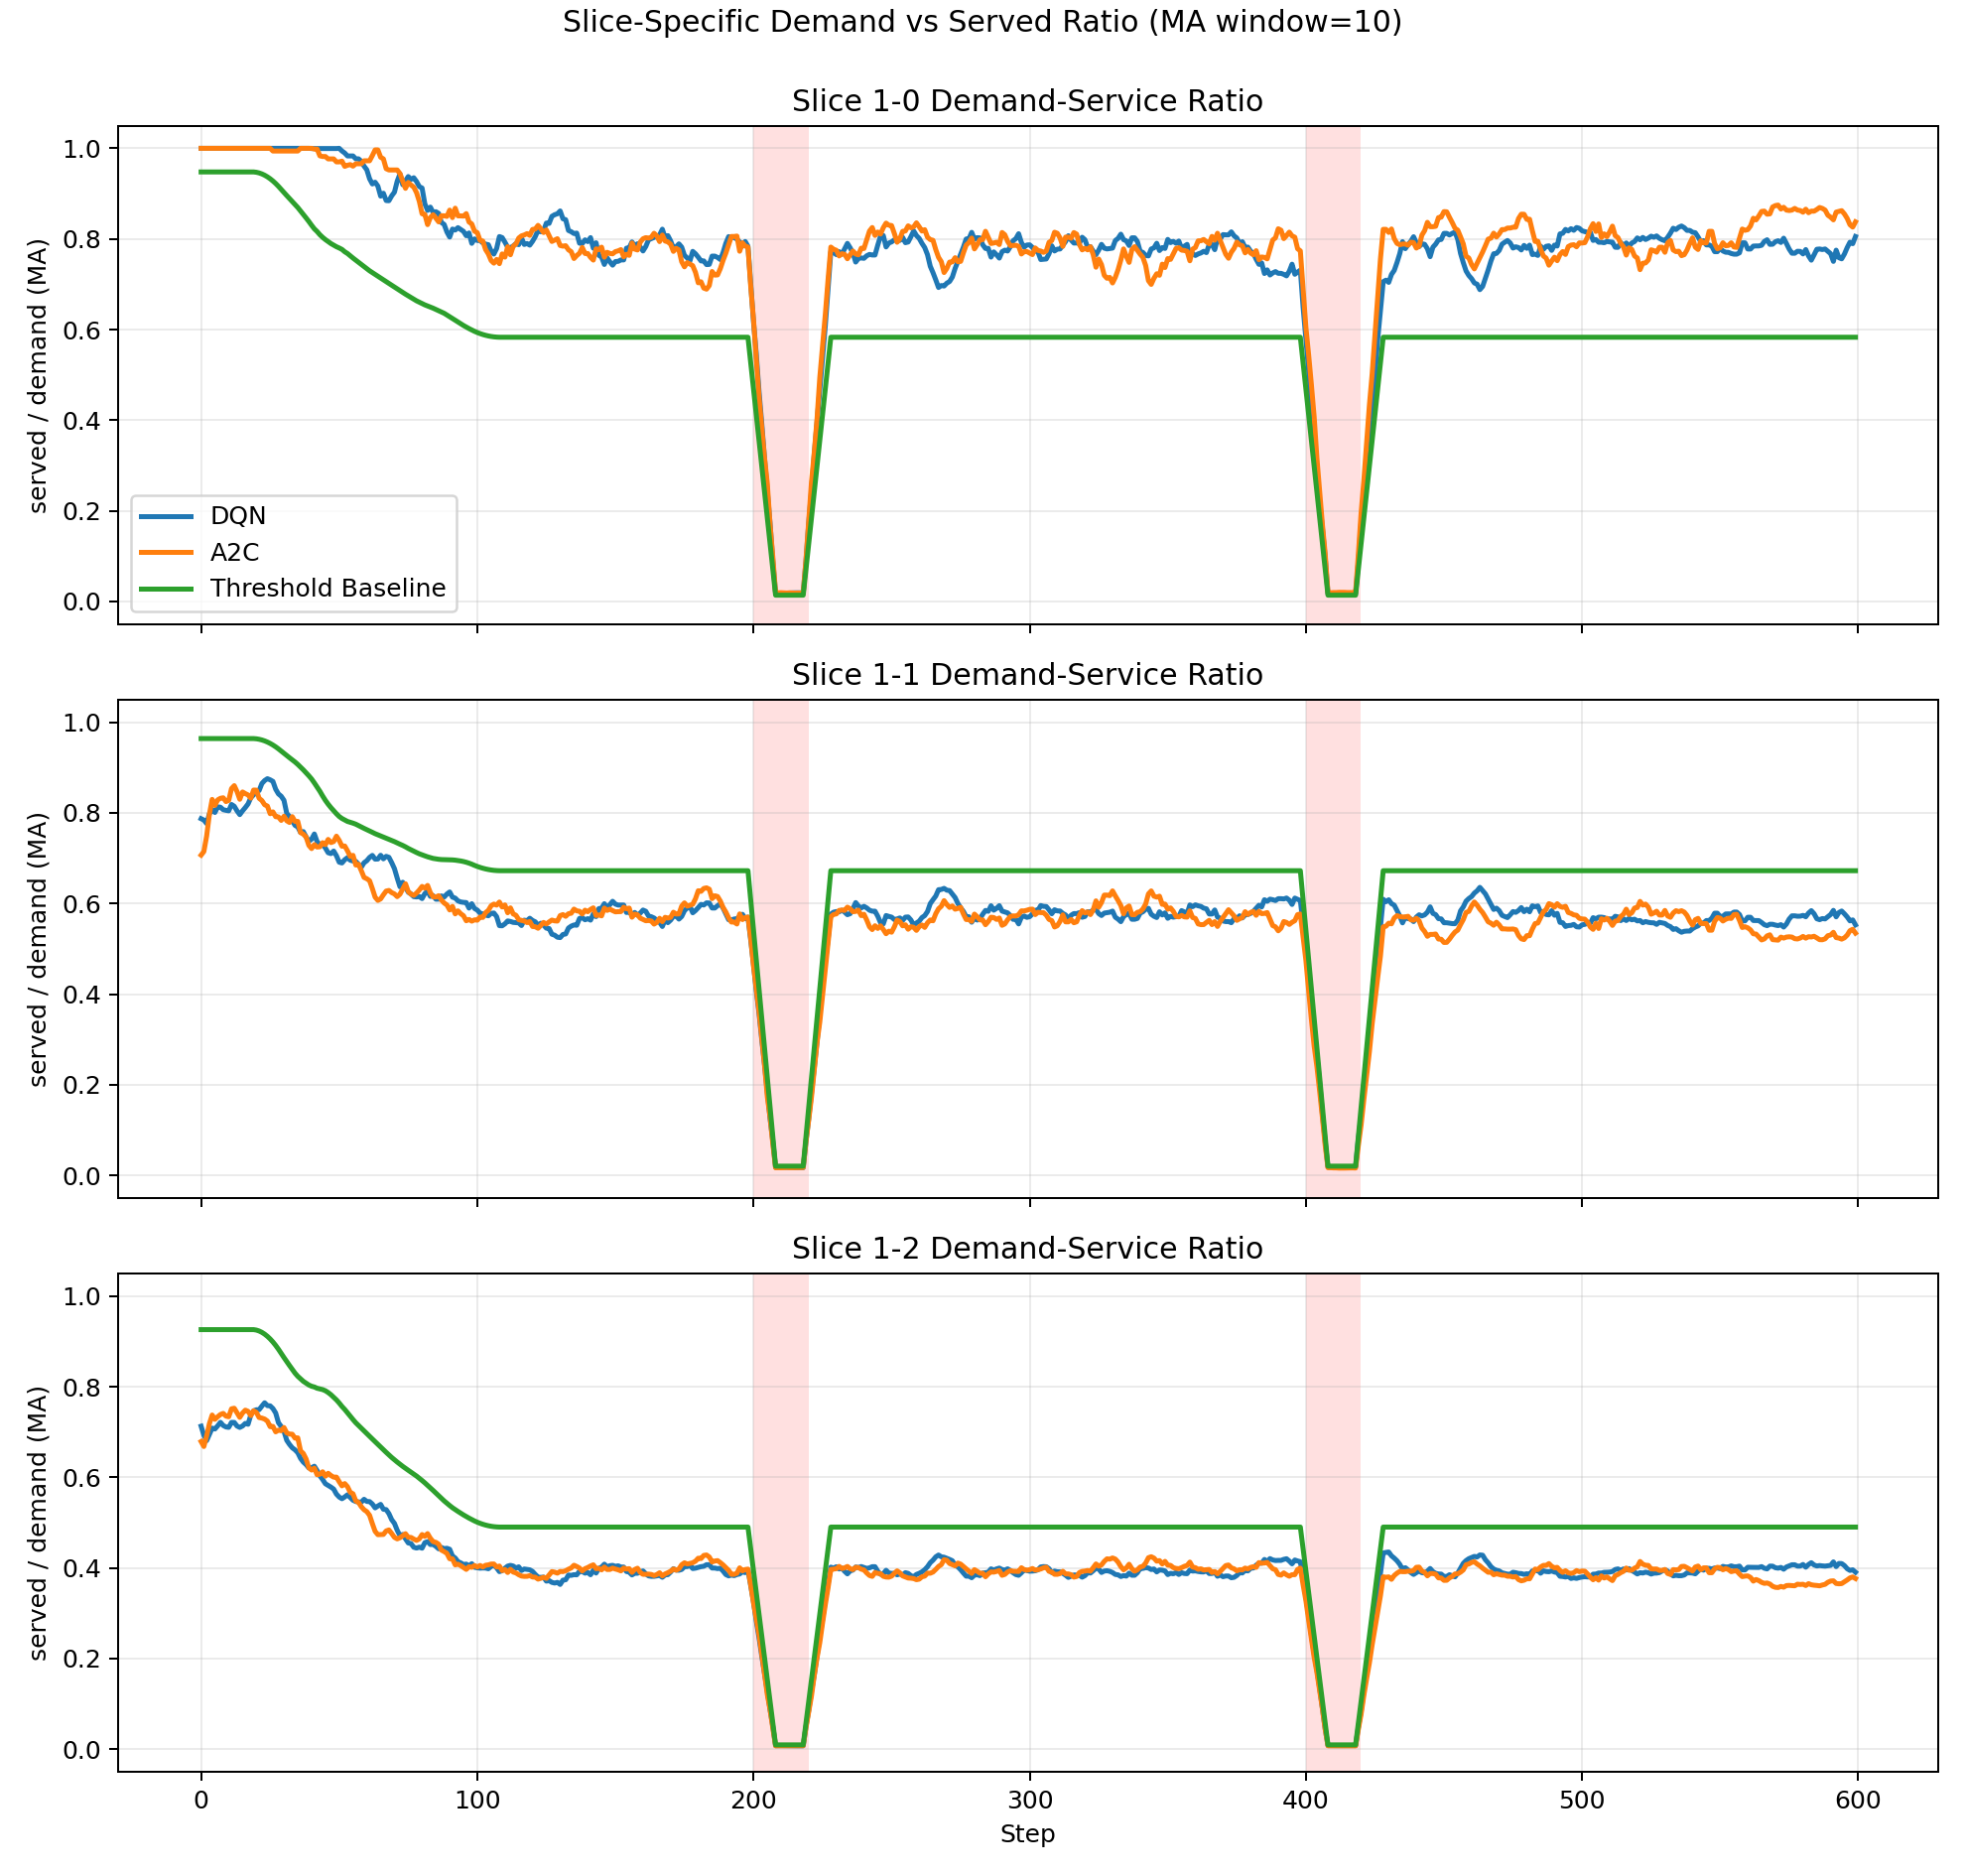 Slice-Specific Demand vs Served Ratio (MA window=10)
Slice 1-0 Demand-Service Ratio
served / demand (MA)
1.0
0.8
0.6
0.4
0.2
0.0
DQN
A2C
Threshold Baseline
Slice 1-1 Demand-Service Ratio
served / demand (MA)
1.0
0.8
0.6
0.4
0.2
0.0
Slice 1-2 Demand-Service Ratio
served / demand (MA)
1.0
0.8
0.6
0.4
0.2
0.0
0 100 200 300 400 500 600
Step